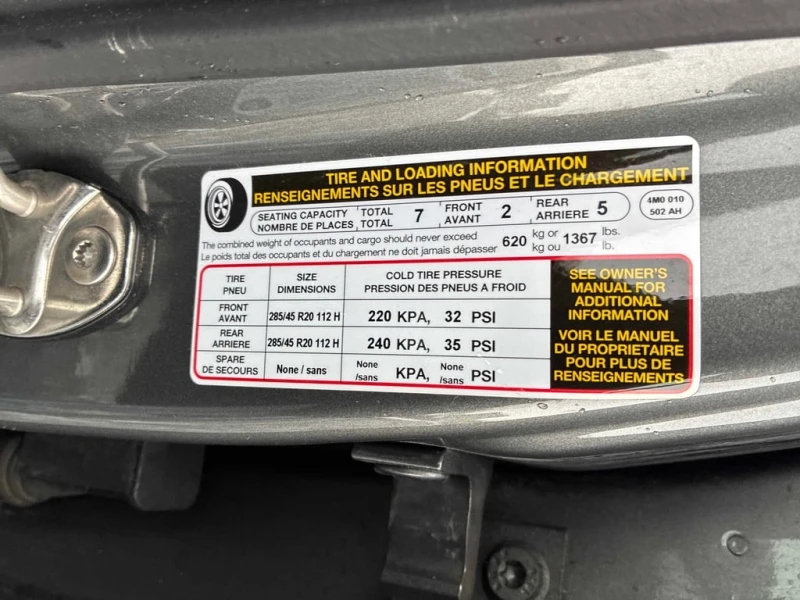 TIRE AND LOADING INFORMATION
RENSEIGNEMENTS SUR LES PNEUS ET LE CHARGEMENT
SEATING CAPACITY TOTAL 7 FRONT 2 REAR 5
NOMBRE DE PLACES TOTAL AVANT ARRIERE
4M0 010
502 AH
The combined weight of occupants and cargo should never exceed 620 kg or 1367 lbs.
Le poids total des occupants et du chargement ne doit jamais dépasser kg ou lb.
TIRE SIZE COLD TIRE PRESSURE
PNEU DIMENSIONS PRESSION DES PNEUS A FROID
FRONT
AVANT 285/45 R20 112 H 220 KPA, 32 PSI
REAR
ARRIERE 285/45 R20 112 H 240 KPA, 35 PSI
SPARE
DE SECOURS None / sans None /sans KPA, None /sans PSI
SEE OWNER'S
MANUAL FOR
ADDITIONAL
INFORMATION
VOIR LE MANUEL
DU PROPRIETAIRE
POUR PLUS DE
RENSEIGNEMENTS